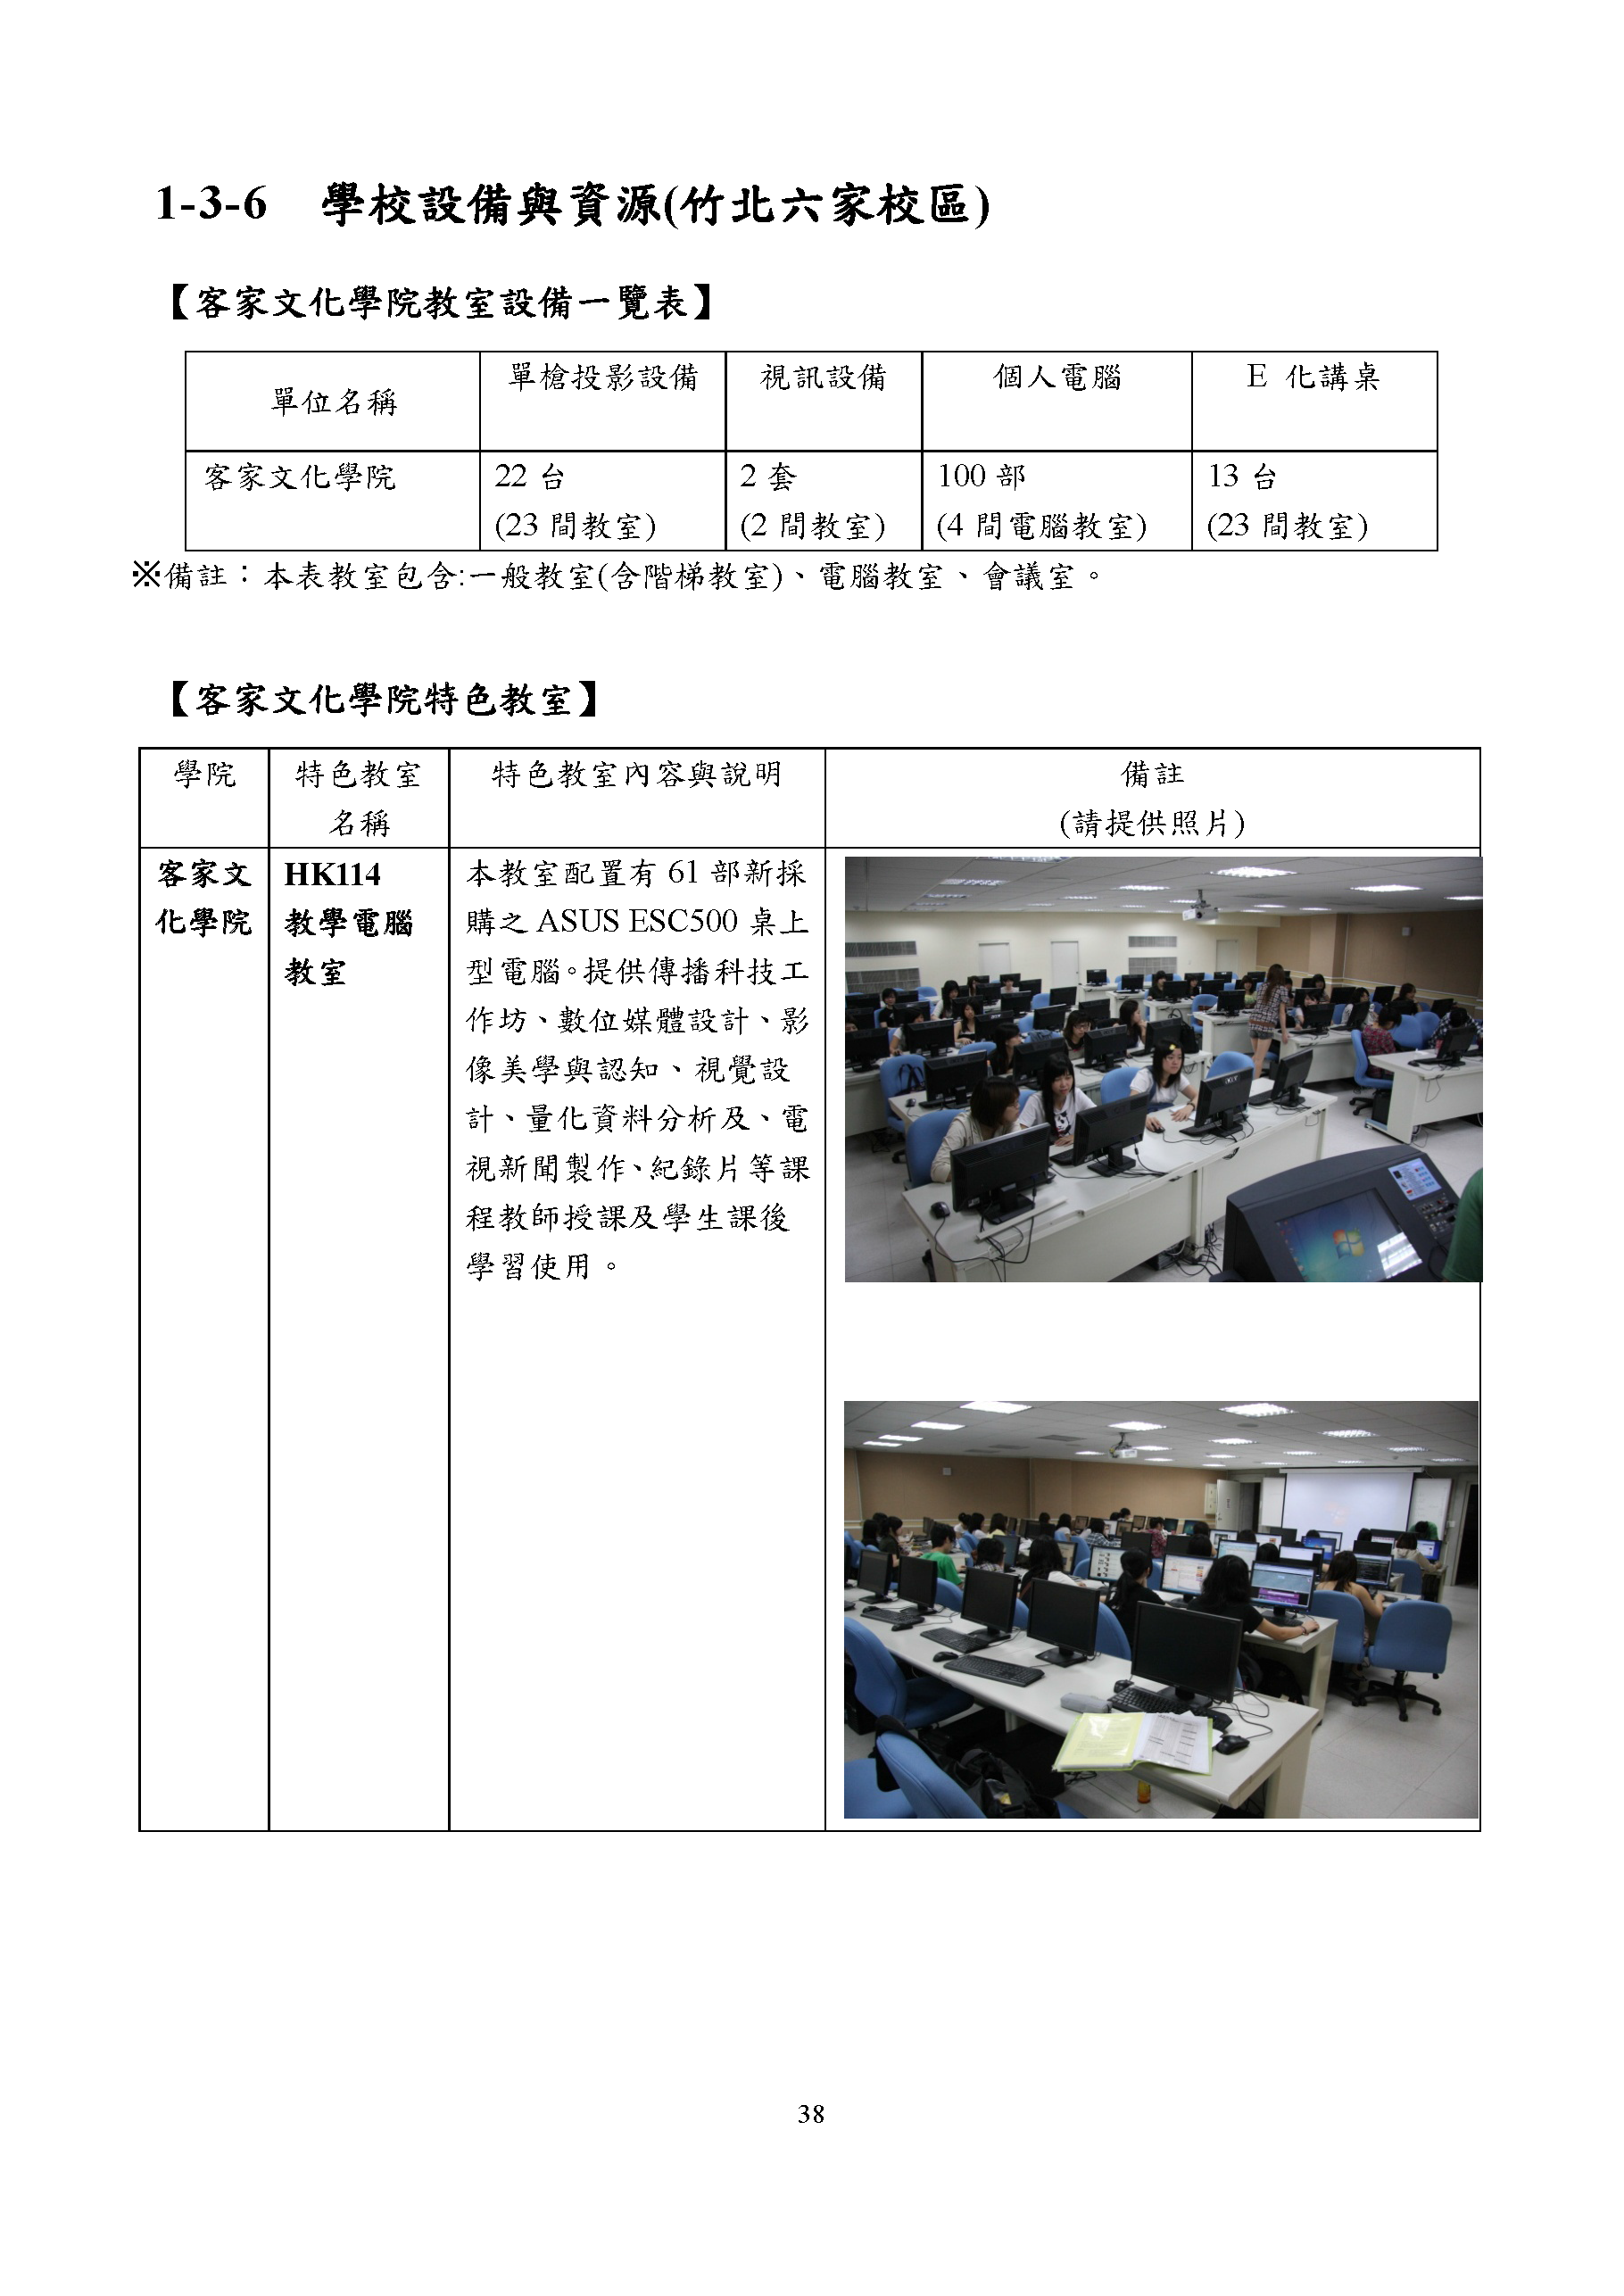 1-3-6 學校設備與資源(竹北六家校區)
【客家文化學院教室設備一覽表】
單位名稱 單槍投影設備 視訊設備 個人電腦 E 化講桌
客家文化學院 22 台 2 套 100 部 13 台
(23 間教室) (2 間教室) (4 間電腦教室) (23 間教室)
※備註：本表教室包含:一般教室(含階梯教室)、電腦教室、會議室。
【客家文化學院特色教室】
學院 特色教室 特色教室內容與說明 備註
名稱 (請提供照片)
客家文
化學院
HK114
教學電腦
教室
本教室配置有 61 部新採
購之 ASUS ESC500 桌上
型電腦。提供傳播科技工
作坊、數位媒體設計、影
像美學與認知、視覺設
計、量化資料分析及、電
視新聞製作、紀錄片等課
程教師授課及學生課後
學習使用。
38